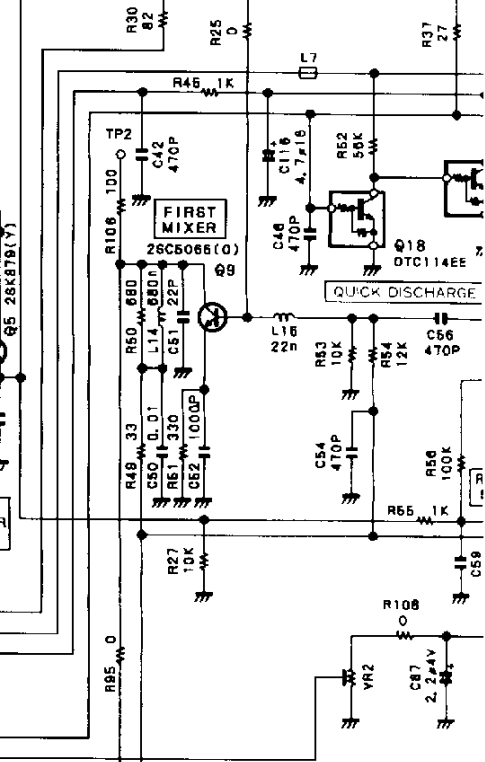 R30
82
R25
0
R37
27
L7
R46 1K
TP2
C42
470P
C116
4.7μ16
R52
56K
R106 100
FIRST
MIXER
2SC5066(O)
Q9
C46
470P
Q18
DTC114EE
QUICK DISCHARGE
Q5 2SK879(Y)
R50 680
L14 680n
C51 22P
L16
22n
R53
10K
R54
12K
C56
470P
R49 33
C50 0.01
R51 330
C52 1000P
C54
470P
R56
100K
R55 1K
R27
10K
C59
R95 0
R108
0
VR2
C87
2.2μ4V